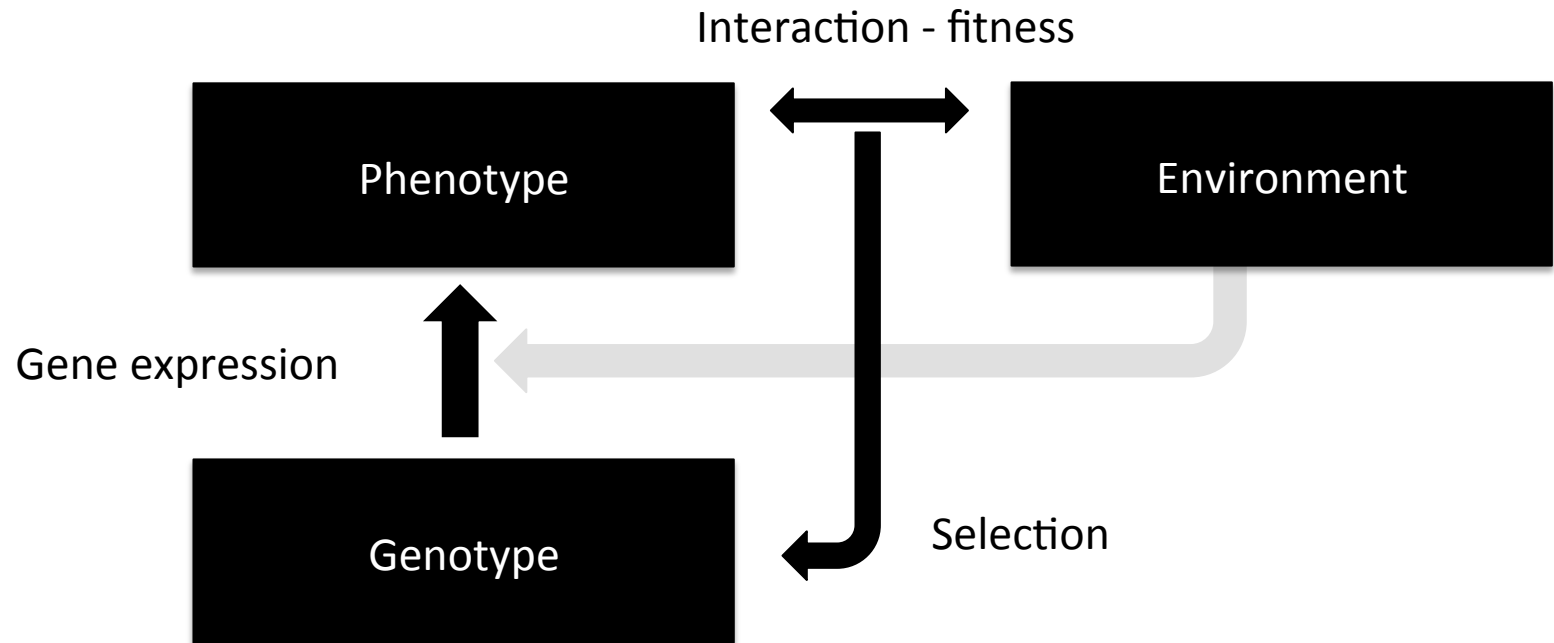 Interaction - fitness
Phenotype
Environment
Gene expression
Selection
Genotype